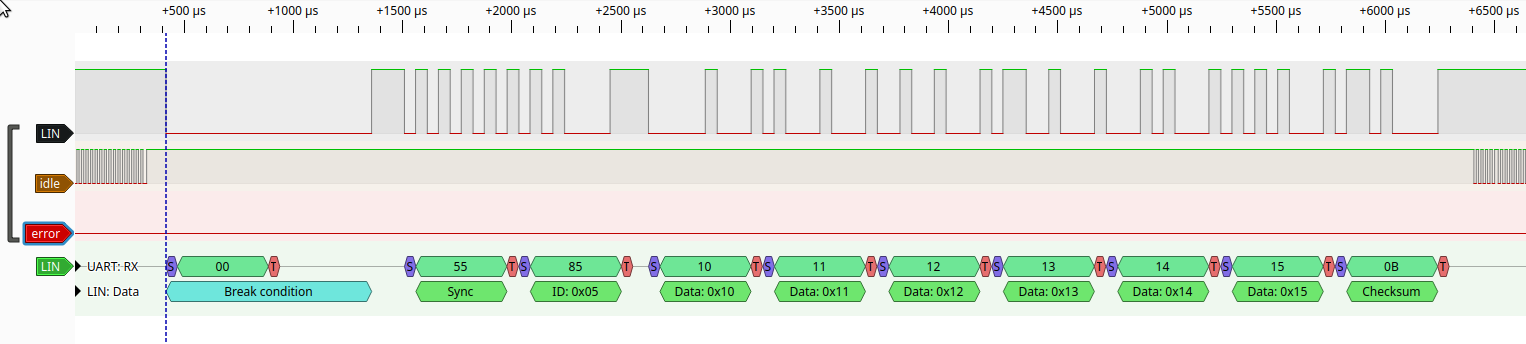 +500 µs +1000 µs +1500 µs +2000 µs +2500 µs +3000 µs +3500 µs +4000 µs +4500 µs +5000 µs +5500 µs +6000 µs +6500 µs
LIN
idle
error
LIN UART: RX S 00 T S 55 T S 85 T S 10 T S 11 T S 12 T S 13 T S 14 T S 15 T S 0B T
LIN: Data Break condition Sync ID: 0x05 Data: 0x10 Data: 0x11 Data: 0x12 Data: 0x13 Data: 0x14 Data: 0x15 Checksum